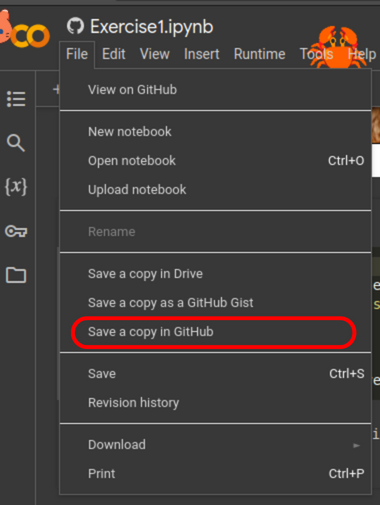 CO
Exercise1.ipynb
File Edit View Insert Runtime Tools Help
+
View on GitHub
New notebook
Open notebook Ctrl+O
Upload notebook
{x}
Rename
Save a copy in Drive
Save a copy as a GitHub Gist
Save a copy in GitHub
Save Ctrl+S
Revision history
Download ►
Print Ctrl+P